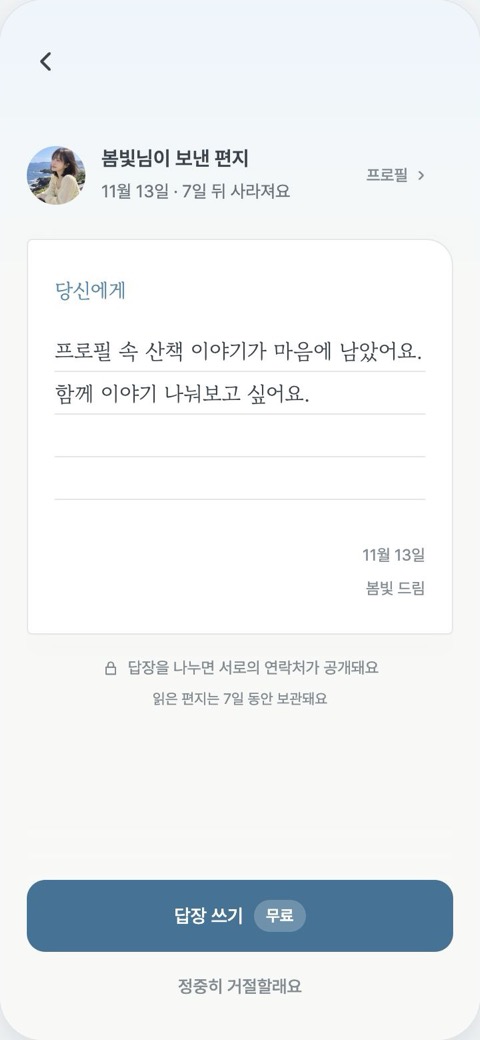 봄빛님이 보낸 편지
11월 13일 · 7일 뒤 사라져요
프로필
당신에게
프로필 속 산책 이야기가 마음에 남았어요.
함께 이야기 나눠보고 싶어요.
11월 13일
봄빛 드림
답장을 나누면 서로의 연락처가 공개돼요
읽은 편지는 7일 동안 보관돼요
답장 쓰기 무료
정중히 거절할래요